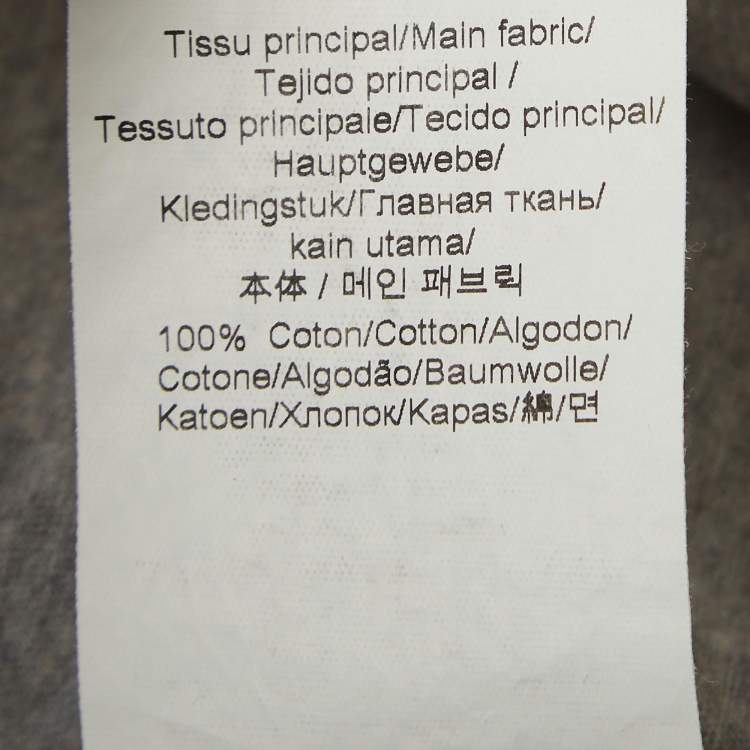 Tissu principal/Main fabric/
Tejido principal /
Tessuto principale/Tecido principal/
Hauptgewebe/
Kledingstuk/Главная ткань/
kain utama/
本体 / 메인 패브릭
100% Coton/Cotton/Algodon/
Cotone/Algodão/Baumwolle/
Katoen/Хлопок/Kapas/綿/면